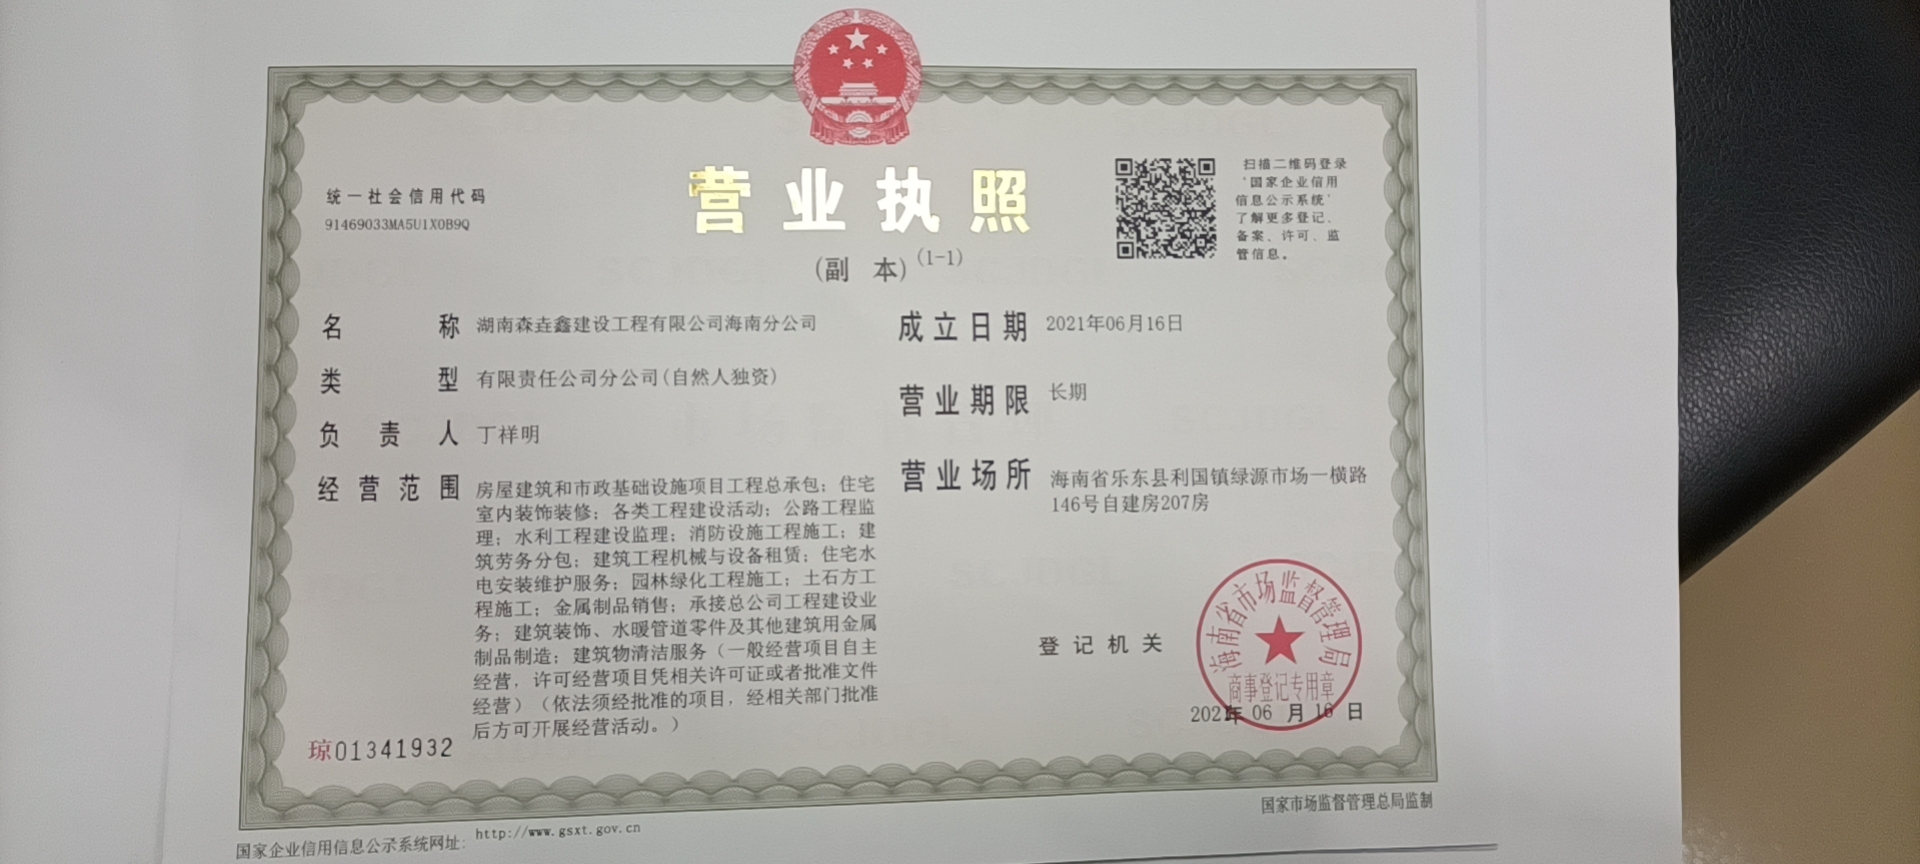 营业执照
(副 本) (1-1)
统一社会信用代码
91469033MA5U1X0B9Q
扫描二维码登录
'国家企业信用
信息公示系统'
了解更多登记、
备案、许可、监
管信息。
名 称 湖南森垚鑫建设工程有限公司海南分公司
类 型 有限责任公司分公司(自然人独资)
负 责 人 丁祥明
经 营 范 围 房屋建筑和市政基础设施项目工程总承包；住宅
室内装饰装修；各类工程建设活动；公路工程监
理；水利工程建设监理；消防设施工程施工；建
筑劳务分包；建筑工程机械与设备租赁；住宅水
电安装维护服务；园林绿化工程施工；土石方工
程施工；金属制品销售；承接总公司工程建设业
务；建筑装饰、水暖管道零件及其他建筑用金属
制品制造；建筑物清洁服务（一般经营项目自主
经营，许可经营项目凭相关许可证或者批准文件
经营）（依法须经批准的项目，经相关部门批准
后方可开展经营活动。）
成 立 日 期 2021年06月16日
营 业 期 限 长期
营 业 场 所 海南省乐东县利国镇绿源市场一横路
146号自建房207房
登 记 机 关
海南省市场监督管理局
商事登记专用章
2021年 06 月 16 日
琼01341932
国家企业信用信息公示系统网址: http://www.gsxt.gov.cn
国家市场监督管理总局监制